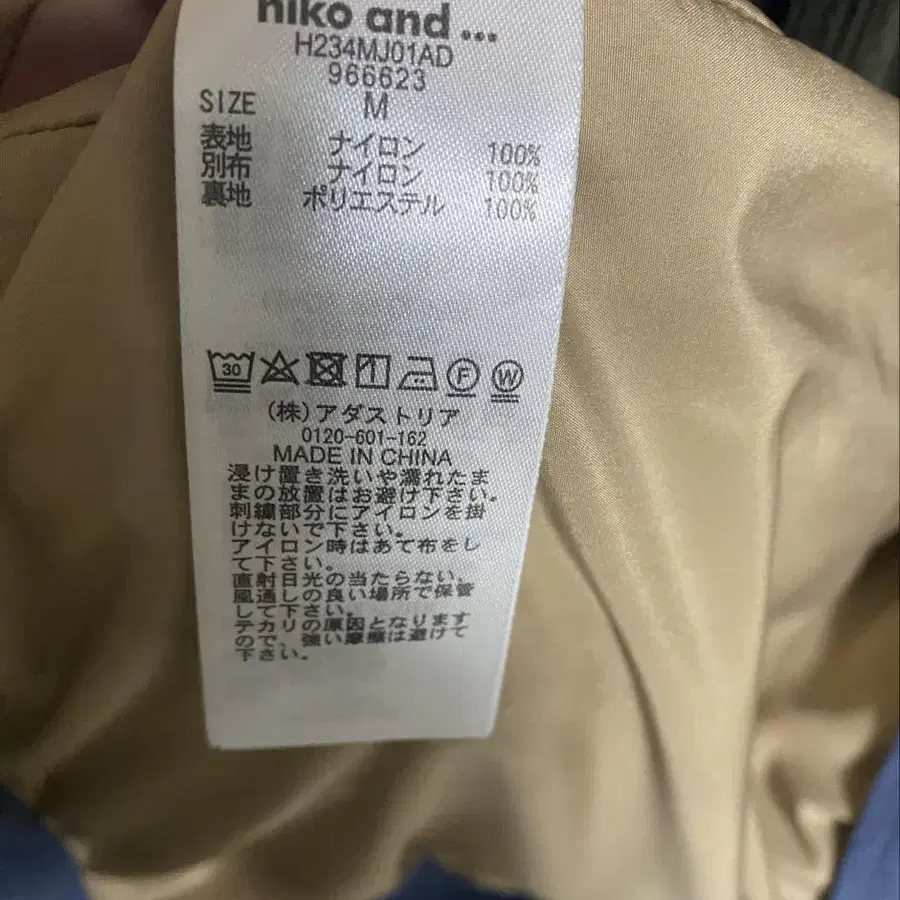 niko and ...
H234MJ01AD
966623
SIZE M
表地 ナイロン 100%
別布 ナイロン 100%
裏地 ポリエステル 100%
30 F W
(株)アダストリア
0120-601-162
MADE IN CHINA
浸け置き洗いや濡れたま
まの放置はお避け下さい。
刺繍部分にアイロンを掛
けないで下さい。
アイロン時はあて布をし
て下さい。
直射日光の当たらない、
風通しの良い場所で保管
して下さい。
テカリの原因となります
ので、強い摩擦は避けて
下さい。